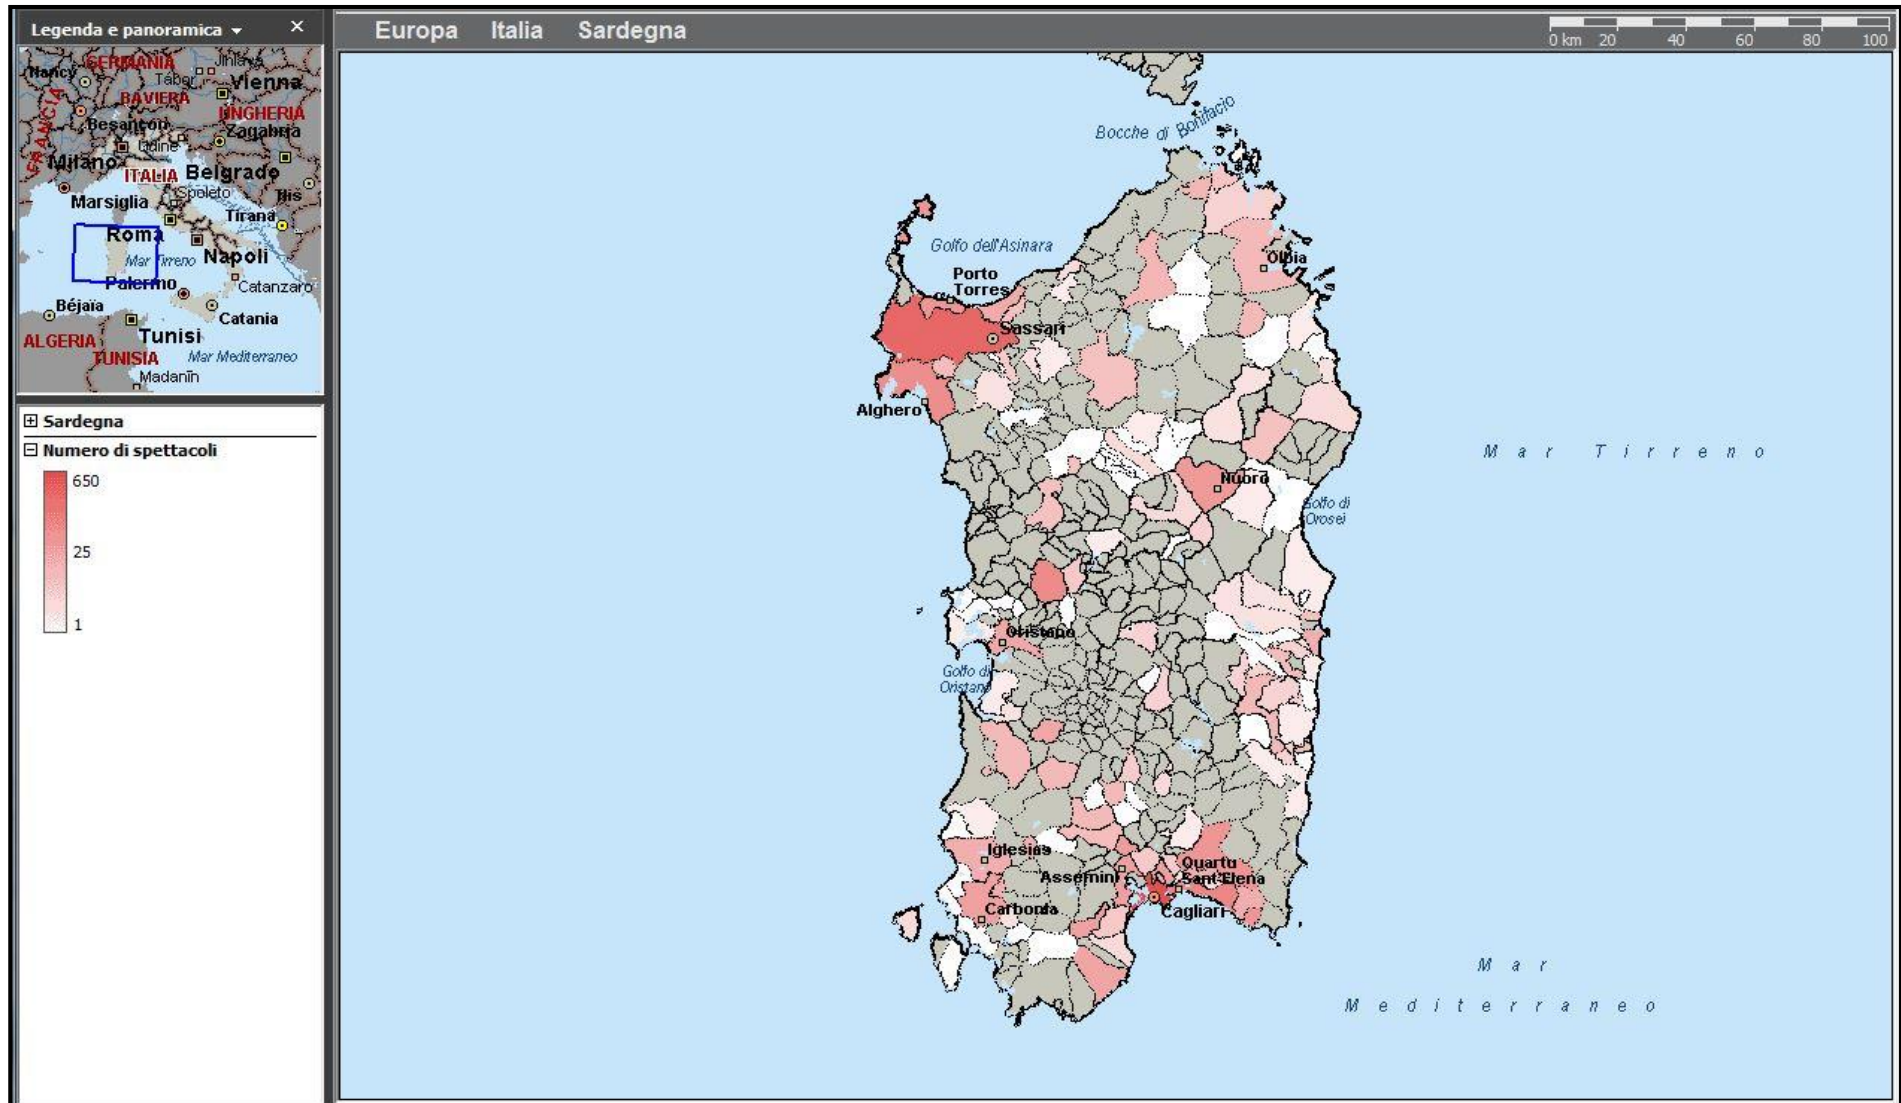 Legenda e panoramica
Europa Italia Sardegna
0 km 20 40 60 80 100
GERMANIA
Jihlava
Nancy
Tábor
Vienna
BAVIERA
FRANCIA
UNGHERIA
Besançon
Zagabria
Udine
Milano
ITALIA
Belgrado
Spoleto
Niš
Marsiglia
Tirana
Roma
Napoli
Mar Tirreno
Palermo
Catanzaro
Béjaïa
Catania
Tunisi
ALGERIA
TUNISIA
Mar Mediterraneo
Madanīn
Sardegna
Numero di spettacoli
650
25
1
Bocche di Bonifacio
Golfo dell'Asinara
Olbia
Porto
Torres
Sassari
Alghero
Mar Tirreno
Nuoro
Golfo di
Orosei
Oristano
Golfo di
Oristano
Iglesias
Quartu
Assemini
Sant'Elena
Carbonia
Cagliari
Mar
Mediterraneo